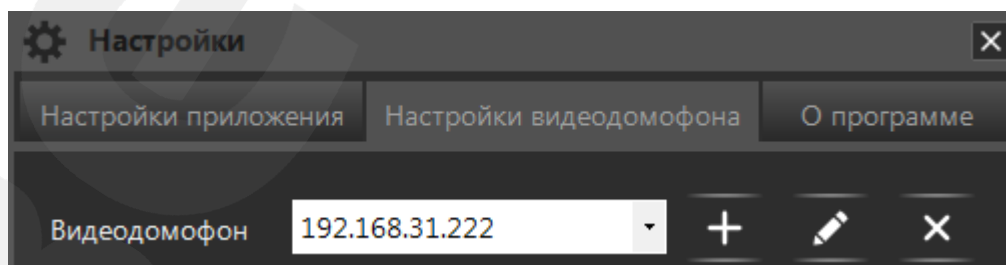 Настройки
Настройки приложения Настройки видеодомофона О программе
Видеодомофон 192.168.31.222